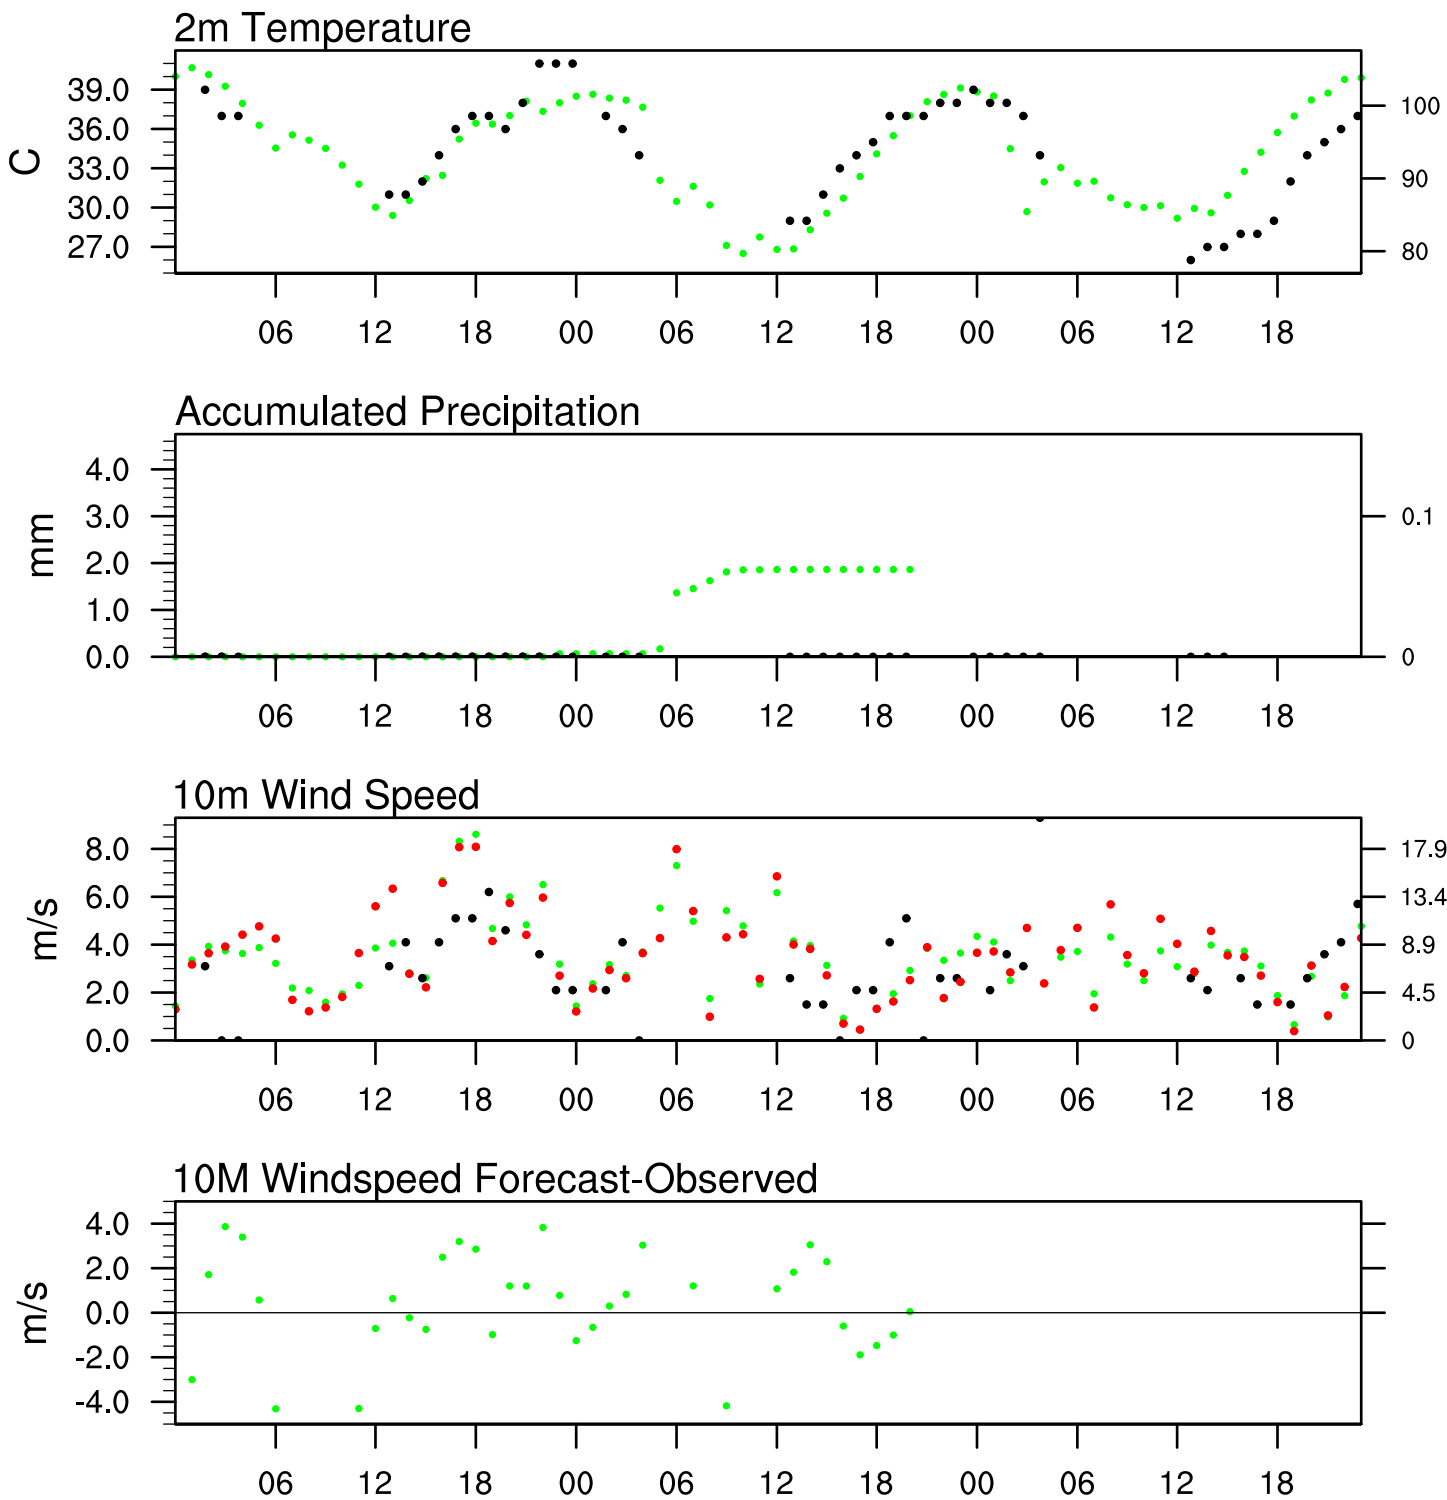 2m Temperature
39.0
36.0
33.0
30.0
27.0
C
100
90
80
06 12 18 00 06 12 18 00 06 12 18
Accumulated Precipitation
4.0
3.0
2.0
1.0
0.0
mm
0.1
0
06 12 18 00 06 12 18 00 06 12 18
10m Wind Speed
8.0
6.0
4.0
2.0
0.0
m/s
17.9
13.4
8.9
4.5
0
06 12 18 00 06 12 18 00 06 12 18
10M Windspeed Forecast-Observed
4.0
2.0
0.0
-2.0
-4.0
m/s
06 12 18 00 06 12 18 00 06 12 18